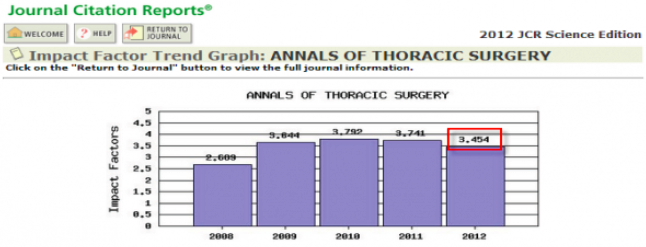 Journal Citation Reports®
WELCOME ? HELP RETURN TO JOURNAL 2012 JCR Science Edition
Impact Factor Trend Graph: ANNALS OF THORACIC SURGERY
Click on the "Return to Journal" button to view the full journal information.
ANNALS OF THORACIC SURGERY
Impact Factors
5
4.5
4
3.5
3
2.5
2
1.5
1
0.5
0
2.689 3.644 3.792 3.741 3.454
2008 2009 2010 2011 2012